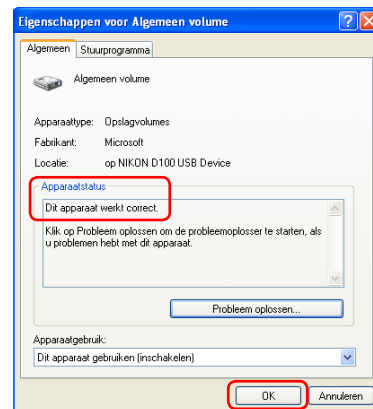 Eigenschappen voor Algemeen volume
Algemeen Stuurprogramma
Algemeen volume
Apparaattype: Opslagvolumes
Fabrikant: Microsoft
Locatie: op NIKON D100 USB Device
Apparaatstatus
Dit apparaat werkt correct.
Klik op Probleem oplossen om de probleemoplosser te starten, als
u problemen hebt met dit apparaat.
Probleem oplossen...
Apparaatgebruik:
Dit apparaat gebruiken (inschakelen)
OK Annuleren